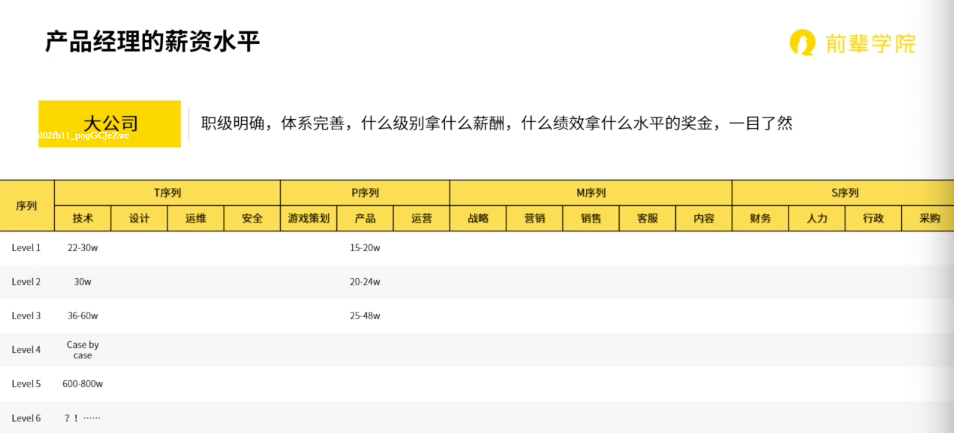 产品经理的薪资水平
前辈学院
大公司
d02fb11_pogGCJeZwc
职级明确，体系完善，什么级别拿什么薪酬，什么绩效拿什么水平的奖金，一目了然
序列 T序列 P序列 M序列 S序列
技术 设计 运维 安全 游戏策划 产品 运营 战略 营销 销售 客服 内容 财务 人力 行政 采购
Level 1 22-30w 15-20w
Level 2 30w 20-24w
Level 3 36-60w 25-48w
Level 4 Case by
case
Level 5 600-800w
Level 6 ？！……